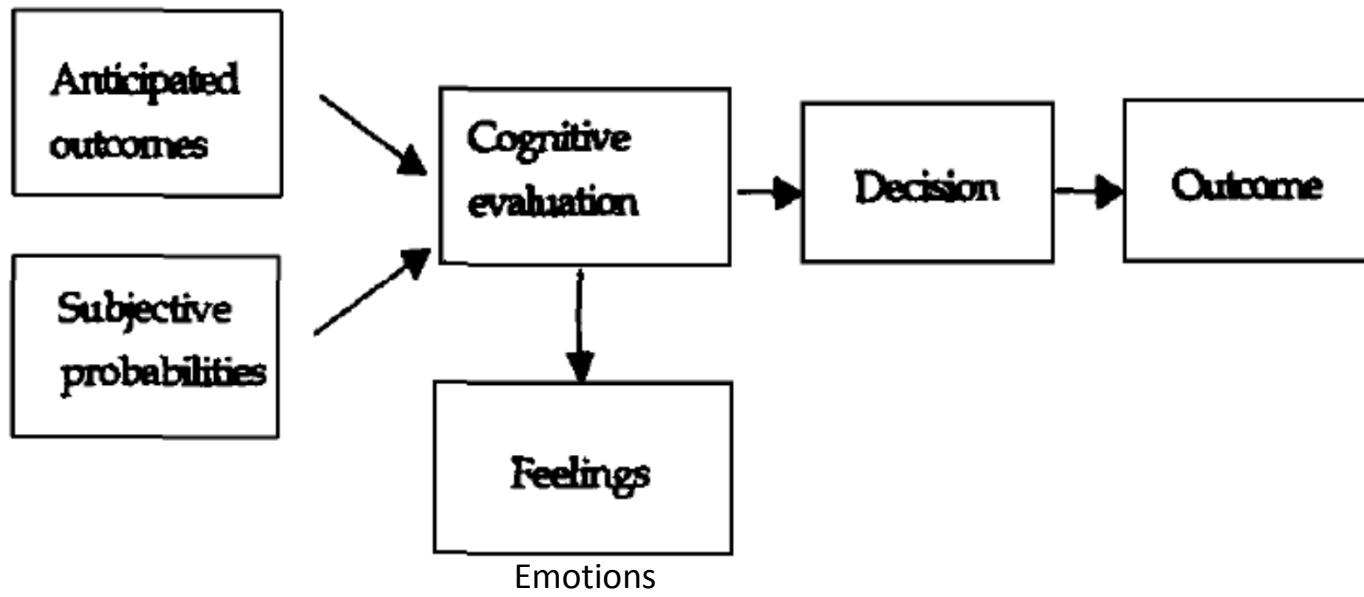 Anticipated
outcomes
Subjective
probabilities
Cognitive
evaluation
Decision
Outcome
Feelings
Emotions